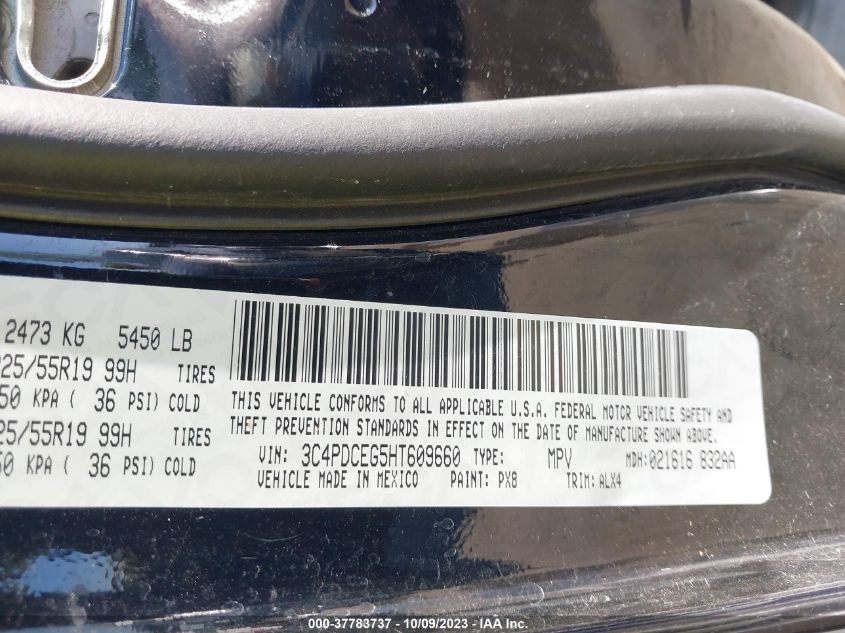 2473 KG 5450 LB
25/55R19 99H TIRES
50 KPA ( 36 PSI) COLD
25/55R19 99H TIRES
50 KPA ( 36 PSI) COLD
THIS VEHICLE CONFORMS TO ALL APPLICABLE U.S.A. FEDERAL MOTOR VEHICLE SAFETY AND
THEFT PREVENTION STANDARDS IN EFFECT ON THE DATE OF MANUFACTURE SHOWN ABOVE.
VIN: 3C4PDCEG5HT609660 TYPE: MPV MDH:021616 832AA
VEHICLE MADE IN MEXICO PAINT: PX8 TRIM: ALX4
000-37783737 - 10/09/2023 - © IAA Inc.